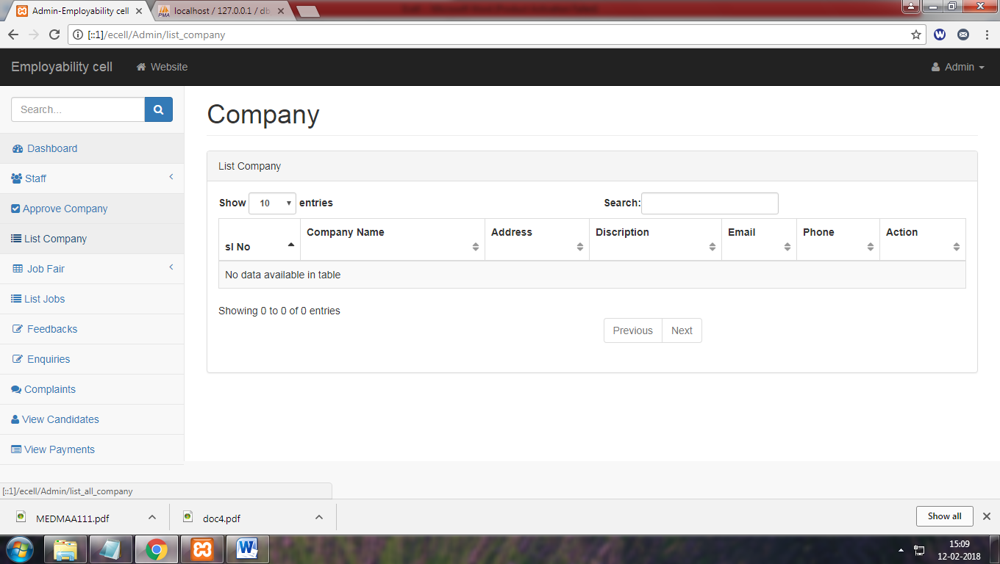 Admin-Employability cell
localhost / 127.0.0.1 / db
[::1]/ecell/Admin/list_company
Employability cell
Website
Admin
Search...
Dashboard
Staff
Approve Company
List Company
Job Fair
List Jobs
Feedbacks
Enquiries
Complaints
View Candidates
View Payments
Company
List Company
Show 10 entries
Search:
sl No Company Name Address Discription Email Phone Action
No data available in table
Showing 0 to 0 of 0 entries
Previous Next
[::1]/ecell/Admin/list_all_company
MEDMAA111.pdf
doc4.pdf
Show all
15:09
12-02-2018